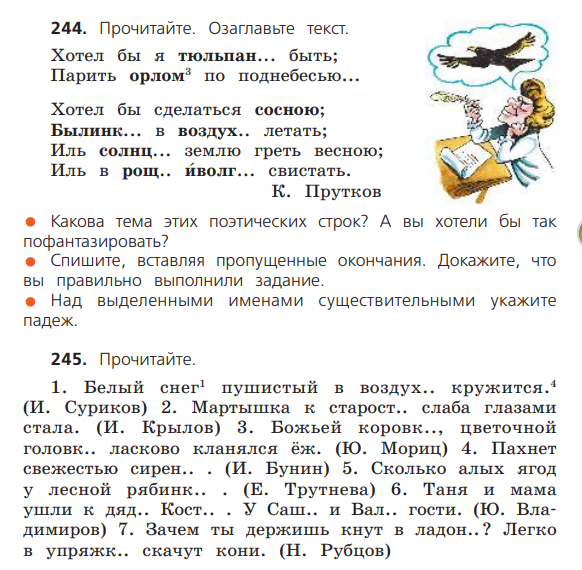 244. Прочитайте. Озаглавьте текст.
Хотел бы я тюльпан... быть;
Парить орлом³ по поднебесью...
Хотел бы сделаться сосною;
Былинк... в воздух.. летать;
Иль солнц... землю греть весною;
Иль в рощ.. и́волг... свистать.
К. Прутков
● Какова тема этих поэтических строк? А вы хотели бы так
пофантазировать?
● Спишите, вставляя пропущенные окончания. Докажите, что
вы правильно выполнили задание.
● Над выделенными именами существительными укажите
падеж.
245. Прочитайте.
1. Белый снег¹ пушистый в воздух.. кружится.⁴
(И. Суриков) 2. Мартышка к старост.. слаба глазами
стала. (И. Крылов) 3. Божьей коровк.., цветочной
головк.. ласково кланялся ёж. (Ю. Мориц) 4. Пахнет
свежестью сирен.. . (И. Бунин) 5. Сколько алых ягод
у лесной рябинк.. . (Е. Трутнева) 6. Таня и мама
ушли к дяд.. Кост.. . У Саш.. и Вал.. гости. (Ю. Вла-
димиров) 7. Зачем ты держишь кнут в ладон..? Легко
в упряжк.. скачут кони. (Н. Рубцов)